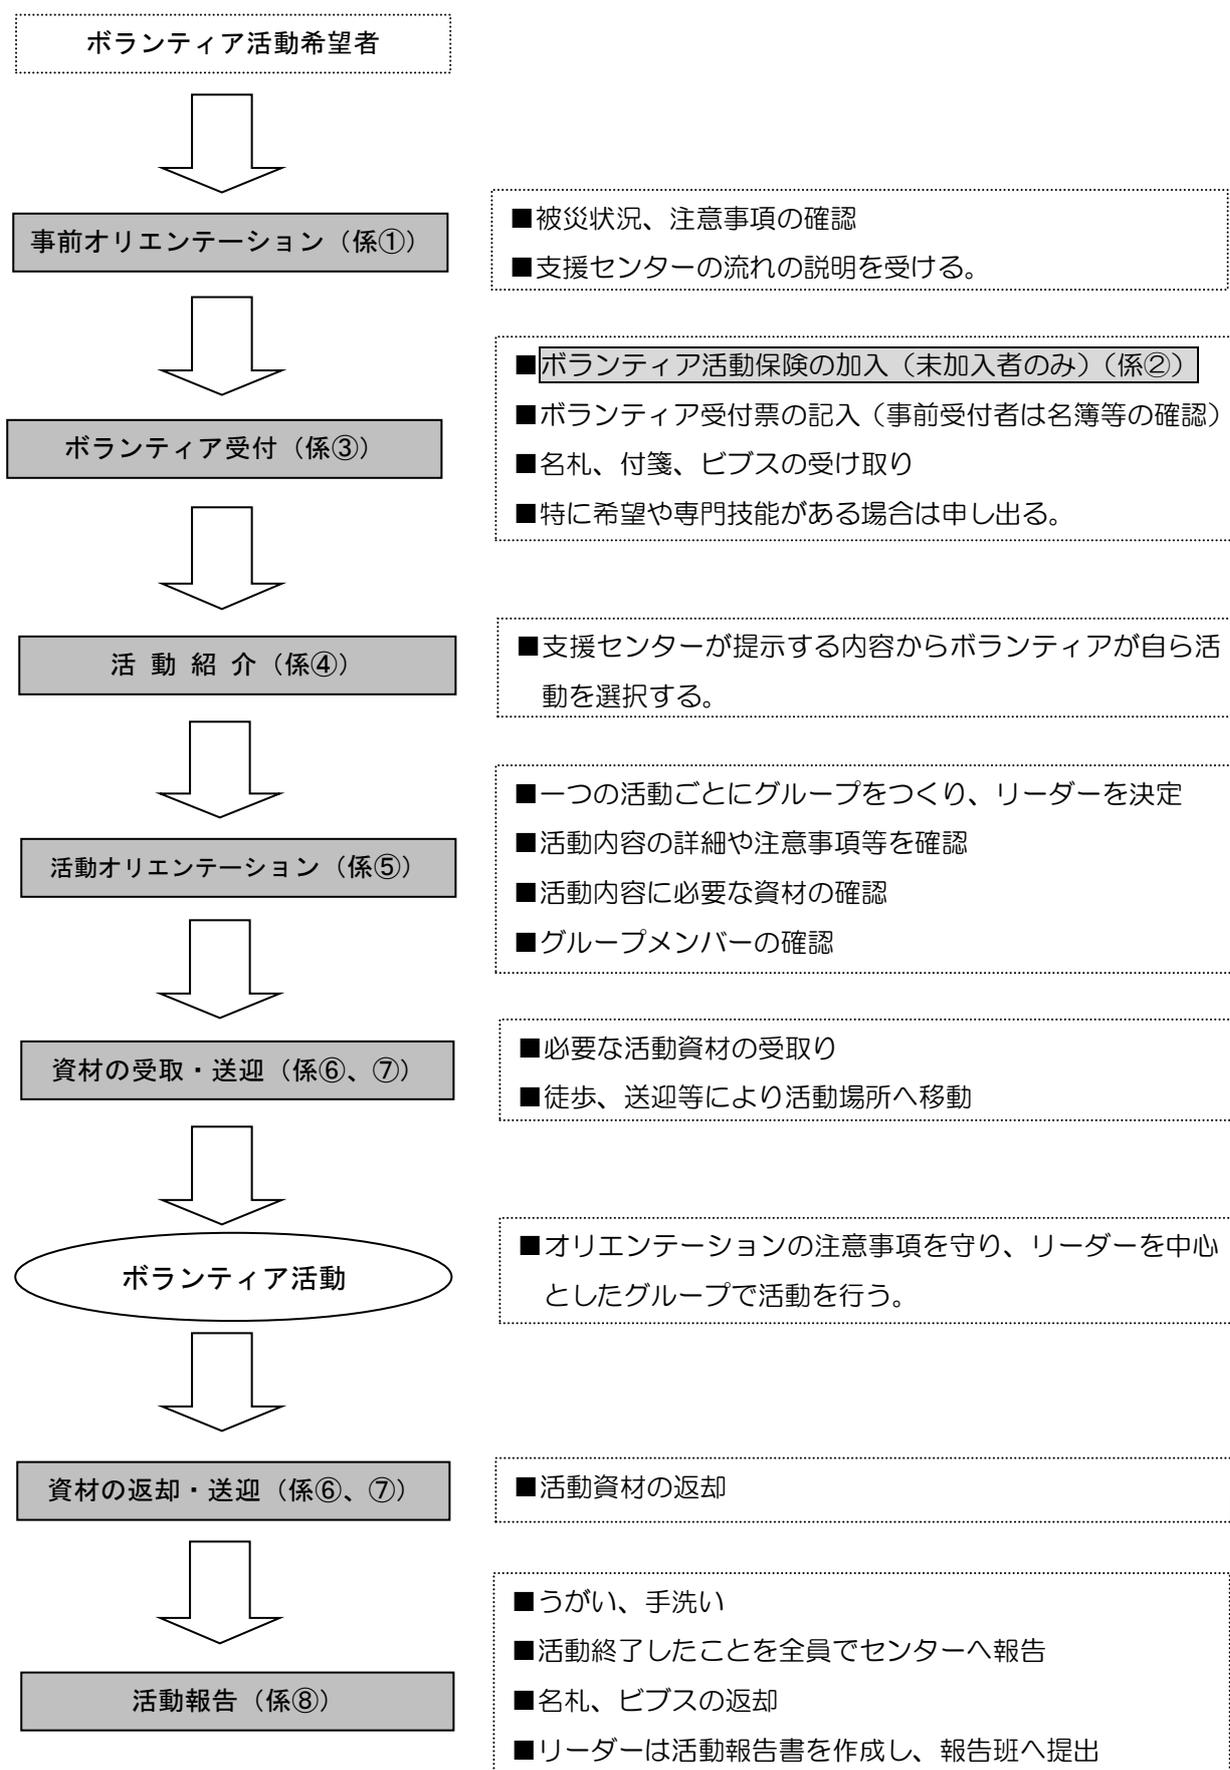 ボランティア活動希望者
事前オリエンテーション（係①）
■被災状況、注意事項の確認
■支援センターの流れの説明を受ける。
ボランティア受付（係③）
■ボランティア活動保険の加入（未加入者のみ）（係②）
■ボランティア受付票の記入（事前受付者は名簿等の確認）
■名札、付箋、ビブスの受け取り
■特に希望や専門技能がある場合は申し出る。
活 動 紹 介（係④）
■支援センターが提示する内容からボランティアが自ら活
動を選択する。
活動オリエンテーション（係⑤）
■一つの活動ごとにグループをつくり、リーダーを決定
■活動内容の詳細や注意事項等を確認
■活動内容に必要な資材の確認
■グループメンバーの確認
資材の受取・送迎（係⑥、⑦）
■必要な活動資材の受取り
■徒歩、送迎等により活動場所へ移動
ボランティア活動
■オリエンテーションの注意事項を守り、リーダーを中心
としたグループで活動を行う。
資材の返却・送迎（係⑥、⑦）
■活動資材の返却
活動報告（係⑧）
■うがい、手洗い
■活動終了したことを全員でセンターへ報告
■名札、ビブスの返却
■リーダーは活動報告書を作成し、報告班へ提出